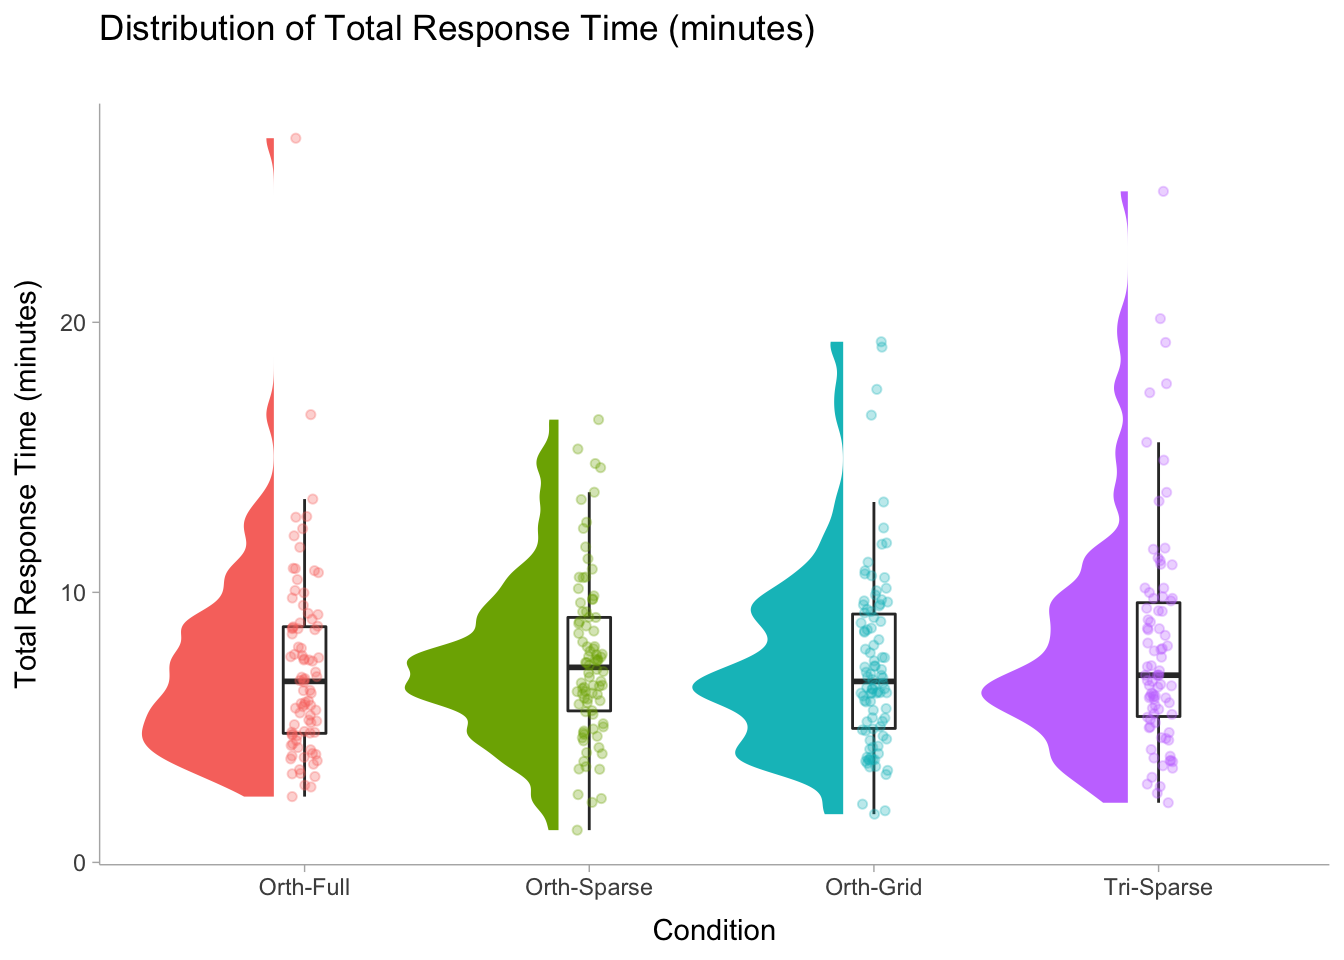 Distribution of Total Response Time (minutes)
Total Response Time (minutes)
20
10
0
Orth-Full Orth-Sparse Orth-Grid Tri-Sparse
Condition